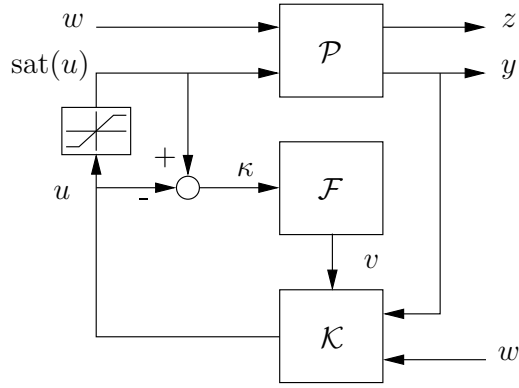 w 𝒫 z
sat(u) y
+ κ ℱ
u -
v
𝒦
w